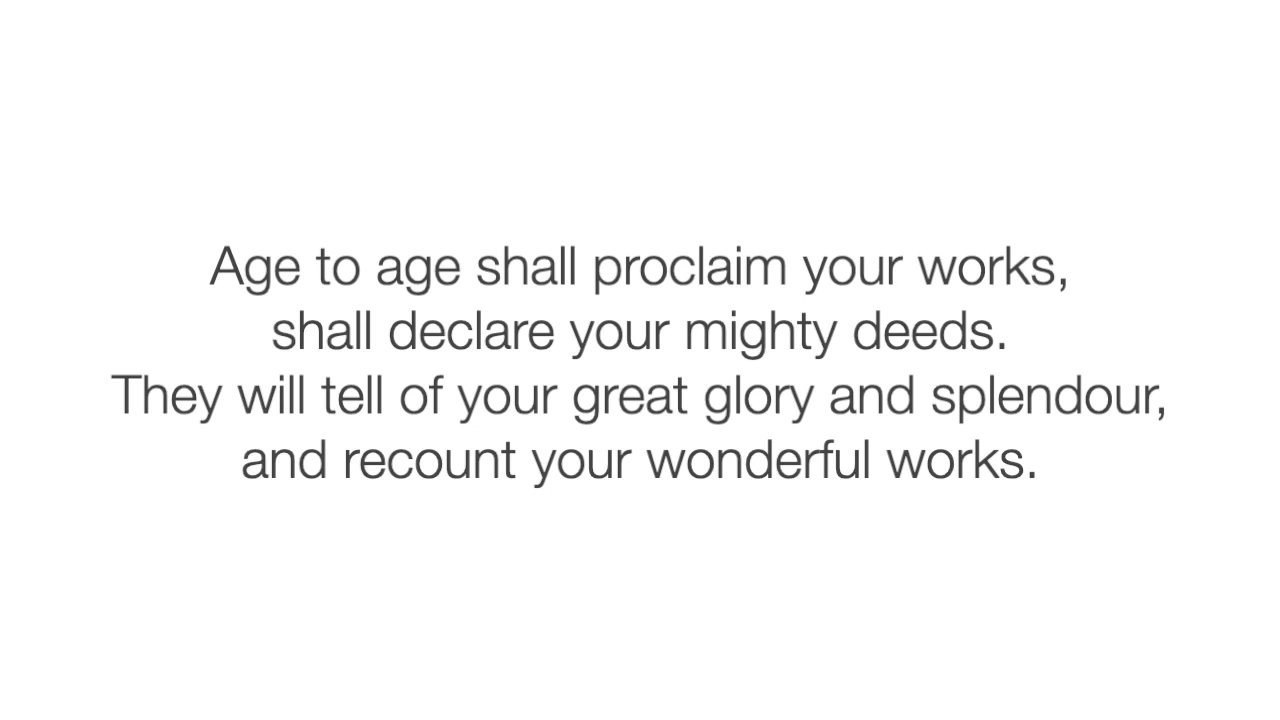 Age to age shall proclaim your works,
shall declare your mighty deeds.
They will tell of your great glory and splendour,
and recount your wonderful works.